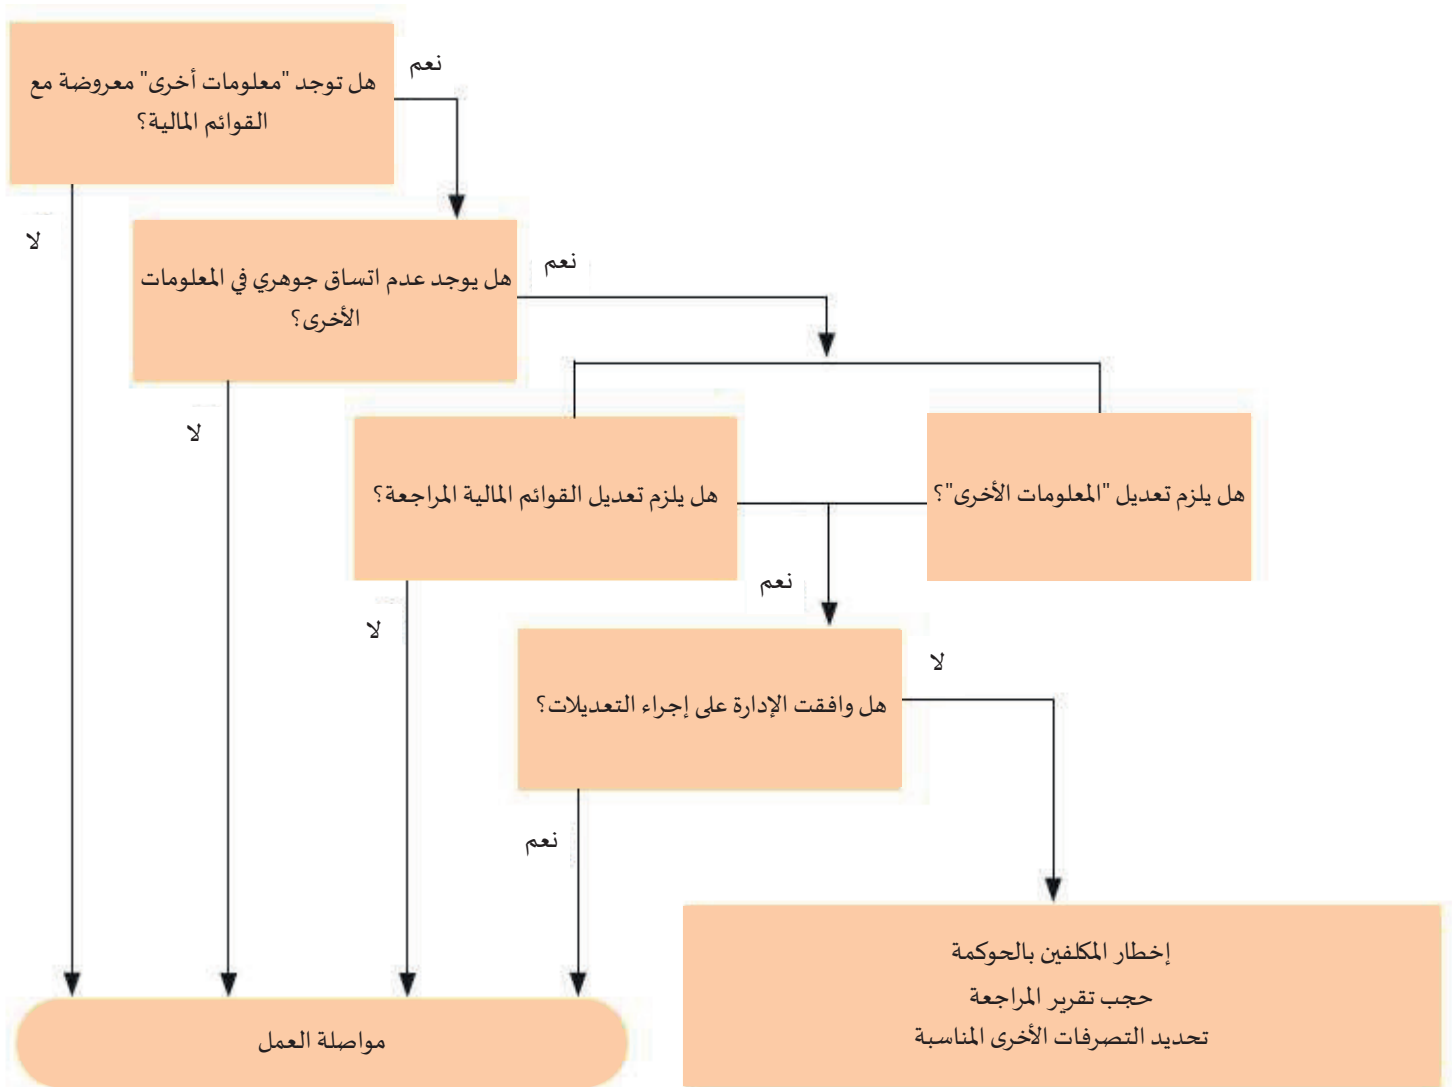 هل توجد "معلومات أخرى" معروضة مع
القوائم المالية؟
نعم
لا
هل يوجد عدم اتساق جوهري في المعلومات
الأخرى؟
نعم
لا
هل يلزم تعديل "المعلومات الأخرى"؟
هل يلزم تعديل القوائم المالية المراجعة؟
نعم
لا
هل وافقت الإدارة على إجراء التعديلات؟
لا
نعم
إخطار المكلفين بالحوكمة
حجب تقرير المراجعة
تحديد التصرفات الأخرى المناسبة
مواصلة العمل